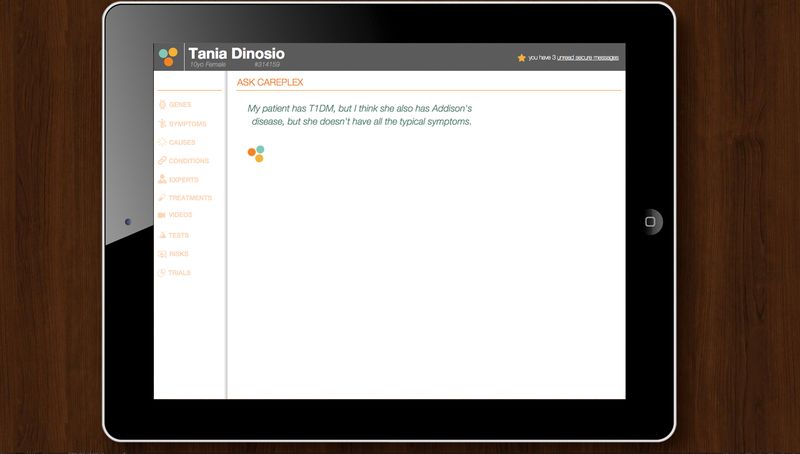 Tania Dinosio
10yo Female #314159
you have 3 unread secure messages
ASK CAREPLEX
My patient has T1DM, but I think she also has Addison's
disease, but she doesn't have all the typical symptoms.
GENES
SYMPTOMS
CAUSES
CONDITIONS
EXPERTS
TREATMENTS
VIDEOS
TESTS
RISKS
TRIALS